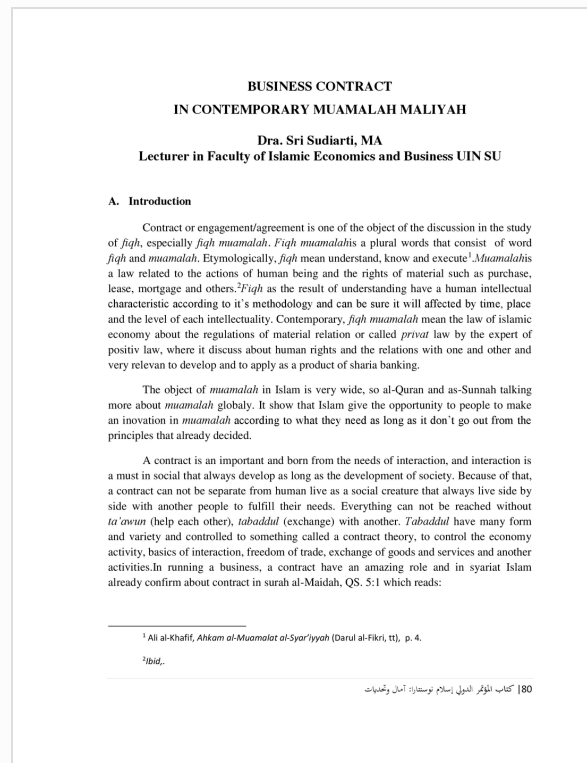 BUSINESS CONTRACT
IN CONTEMPORARY MUAMALAH MALIYAH
Dra. Sri Sudiarti, MA
Lecturer in Faculty of Islamic Economics and Business UIN SU
A. Introduction
Contract or engagement/agreement is one of the object of the discussion in the study
of fiqh, especially fiqh muamalah. Fiqh muamalahis a plural words that consist of word
fiqh and muamalah. Etymologically, fiqh mean understand, know and execute¹.Muamalahis
a law related to the actions of human being and the rights of material such as purchase,
lease, mortgage and others.²Fiqh as the result of understanding have a human intellectual
characteristic according to it's methodology and can be sure it will affected by time, place
and the level of each intellectuality. Contemporary, fiqh muamalah mean the law of islamic
economy about the regulations of material relation or called privat law by the expert of
positiv law, where it discuss about human rights and the relations with one and other and
very relevan to develop and to apply as a product of sharia banking.
The object of muamalah in Islam is very wide, so al-Quran and as-Sunnah talking
more about muamalah globaly. It show that Islam give the opportunity to people to make
an inovation in muamalah according to what they need as long as it don't go out from the
principles that already decided.
A contract is an important and born from the needs of interaction, and interaction is
a must in social that always develop as long as the development of society. Because of that,
a contract can not be separate from human live as a social creature that always live side by
side with another people to fulfill their needs. Everything can not be reached without
ta'awun (help each other), tabaddul (exchange) with another. Tabaddul have many form
and variety and controlled to something called a contract theory, to control the economy
activity, basics of interaction, freedom of trade, exchange of goods and services and another
activities.In running a business, a contract have an amazing role and in syariat Islam
already confirm about contract in surah al-Maidah, QS. 5:1 which reads:
¹ Ali al-Khafif, Ahkam al-Muamalat al-Syar'iyyah (Darul al-Fikri, tt), p. 4.
²Ibid,.
80| كتاب المؤتمر الدولي إسلام نوسنتارا: آمال وتحديات